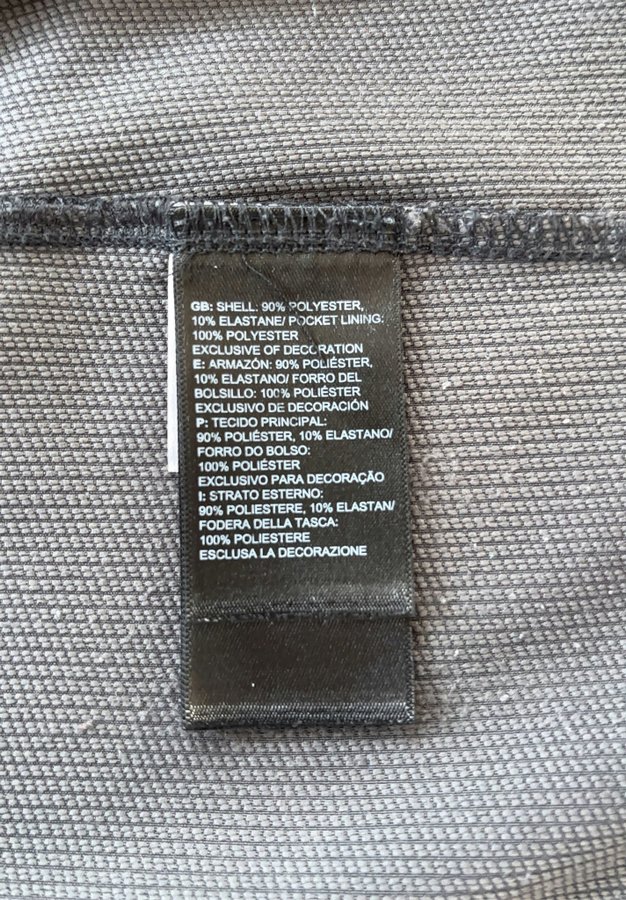 GB: SHELL: 90% POLYESTER,
10% ELASTANE/ POCKET LINING:
100% POLYESTER
EXCLUSIVE OF DECORATION
E: ARMAZÓN: 90% POLIÉSTER,
10% ELASTANO/ FORRO DEL
BOLSILLO: 100% POLIÉSTER
EXCLUSIVO DE DECORACIÓN
P: TECIDO PRINCIPAL:
90% POLIÉSTER, 10% ELASTANO/
FORRO DO BOLSO:
100% POLIÉSTER
EXCLUSIVO PARA DECORAÇÃO
I: STRATO ESTERNO:
90% POLIESTERE, 10% ELASTAN/
FODERA DELLA TASCA:
100% POLIESTERE
ESCLUSA LA DECORAZIONE